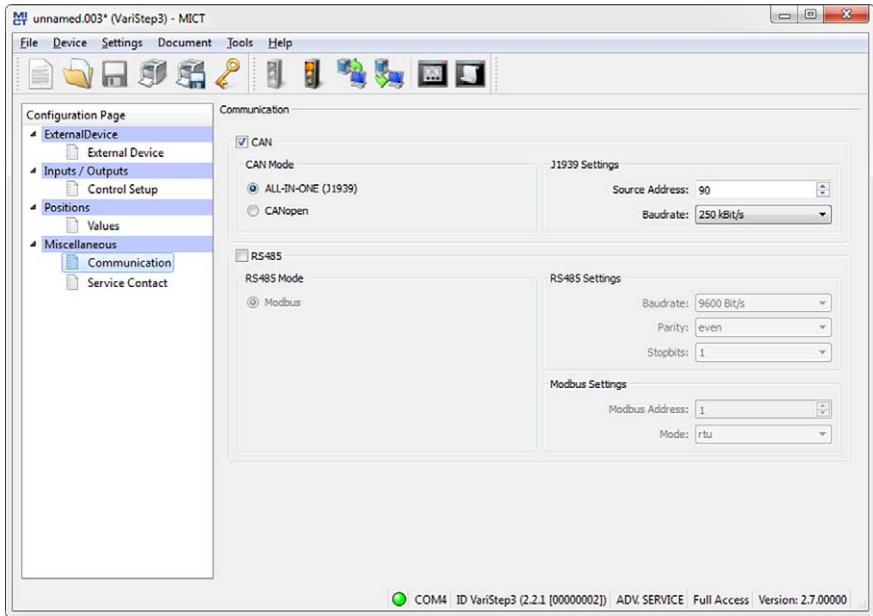 MICT unnamed.003* (VariStep3) - MICT
File Device Settings Document Tools Help
Configuration Page
ExternalDevice
External Device
Inputs / Outputs
Control Setup
Positions
Values
Miscellaneous
Communication
Service Contact
Communication
CAN
CAN Mode
ALL-IN-ONE (J1939)
CANopen
J1939 Settings
Source Address: 90
Baudrate: 250 kBit/s
RS485
RS485 Mode
Modbus
RS485 Settings
Baudrate: 9600 Bit/s
Parity: even
Stopbits: 1
Modbus Settings
Modbus Address: 1
Mode: rtu
COM4 ID VariStep3 (2.2.1 [00000002]) ADV. SERVICE Full Access Version: 2.7.00000